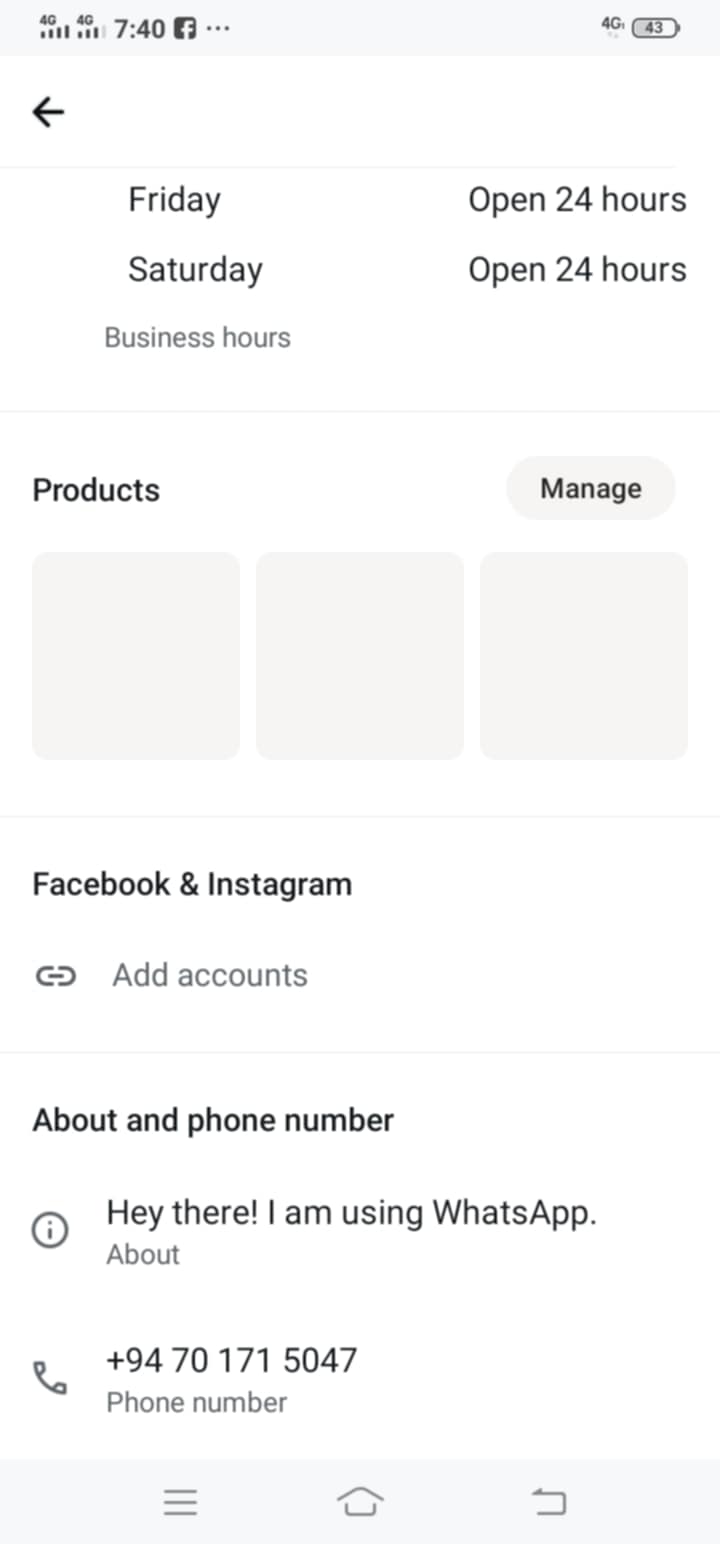 4G 4G 7:40 ... 4G 43
Friday Open 24 hours
Saturday Open 24 hours
Business hours
Products Manage
Facebook & Instagram
Add accounts
About and phone number
Hey there! I am using WhatsApp.
About
+94 70 171 5047
Phone number